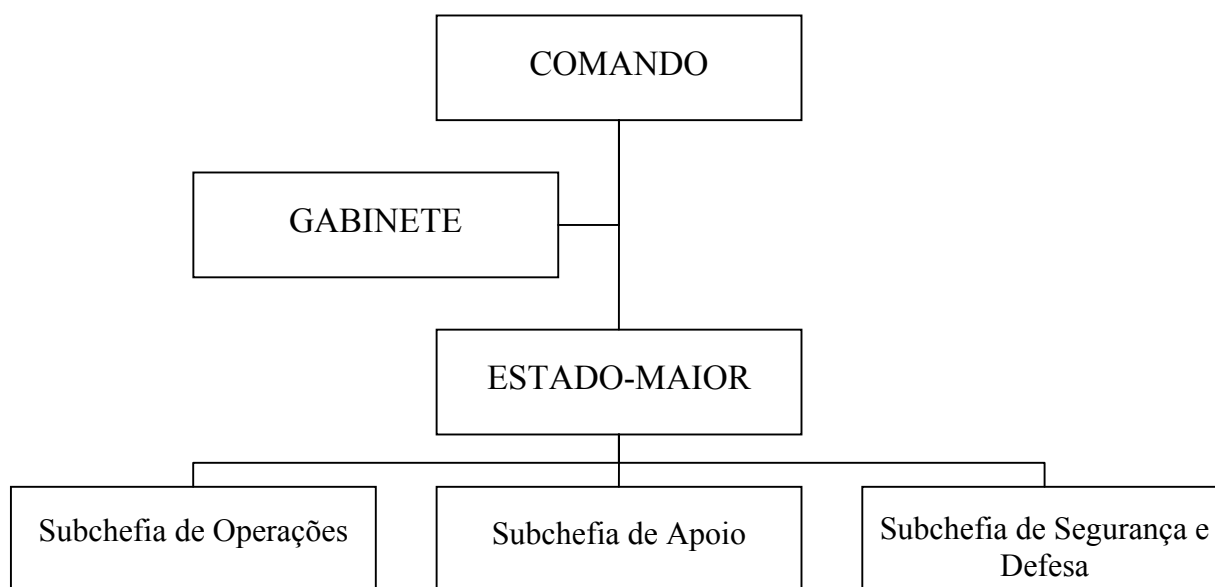 COMANDO
GABINETE
ESTADO-MAIOR
Subchefia de Operações
Subchefia de Apoio
Subchefia de Segurança e
Defesa